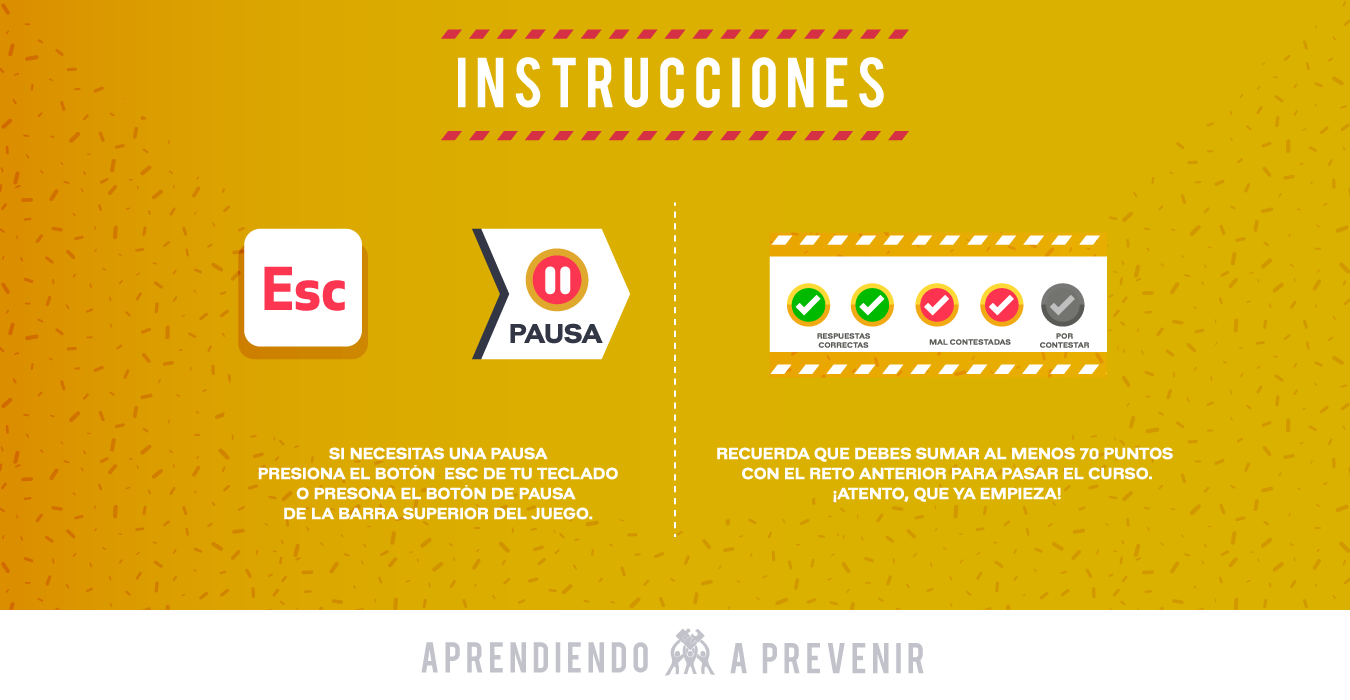 INSTRUCCIONES
Esc
PAUSA
SI NECESITAS UNA PAUSA
PRESIONA EL BOTÓN ESC DE TU TECLADO
O PRESONA EL BOTÓN DE PAUSA
DE LA BARRA SUPERIOR DEL JUEGO.
RESPUESTAS
CORRECTAS
MAL CONTESTADAS
POR
CONTESTAR
RECUERDA QUE DEBES SUMAR AL MENOS 70 PUNTOS
CON EL RETO ANTERIOR PARA PASAR EL CURSO.
¡ATENTO, QUE YA EMPIEZA!
APRENDIENDO A PREVENIR